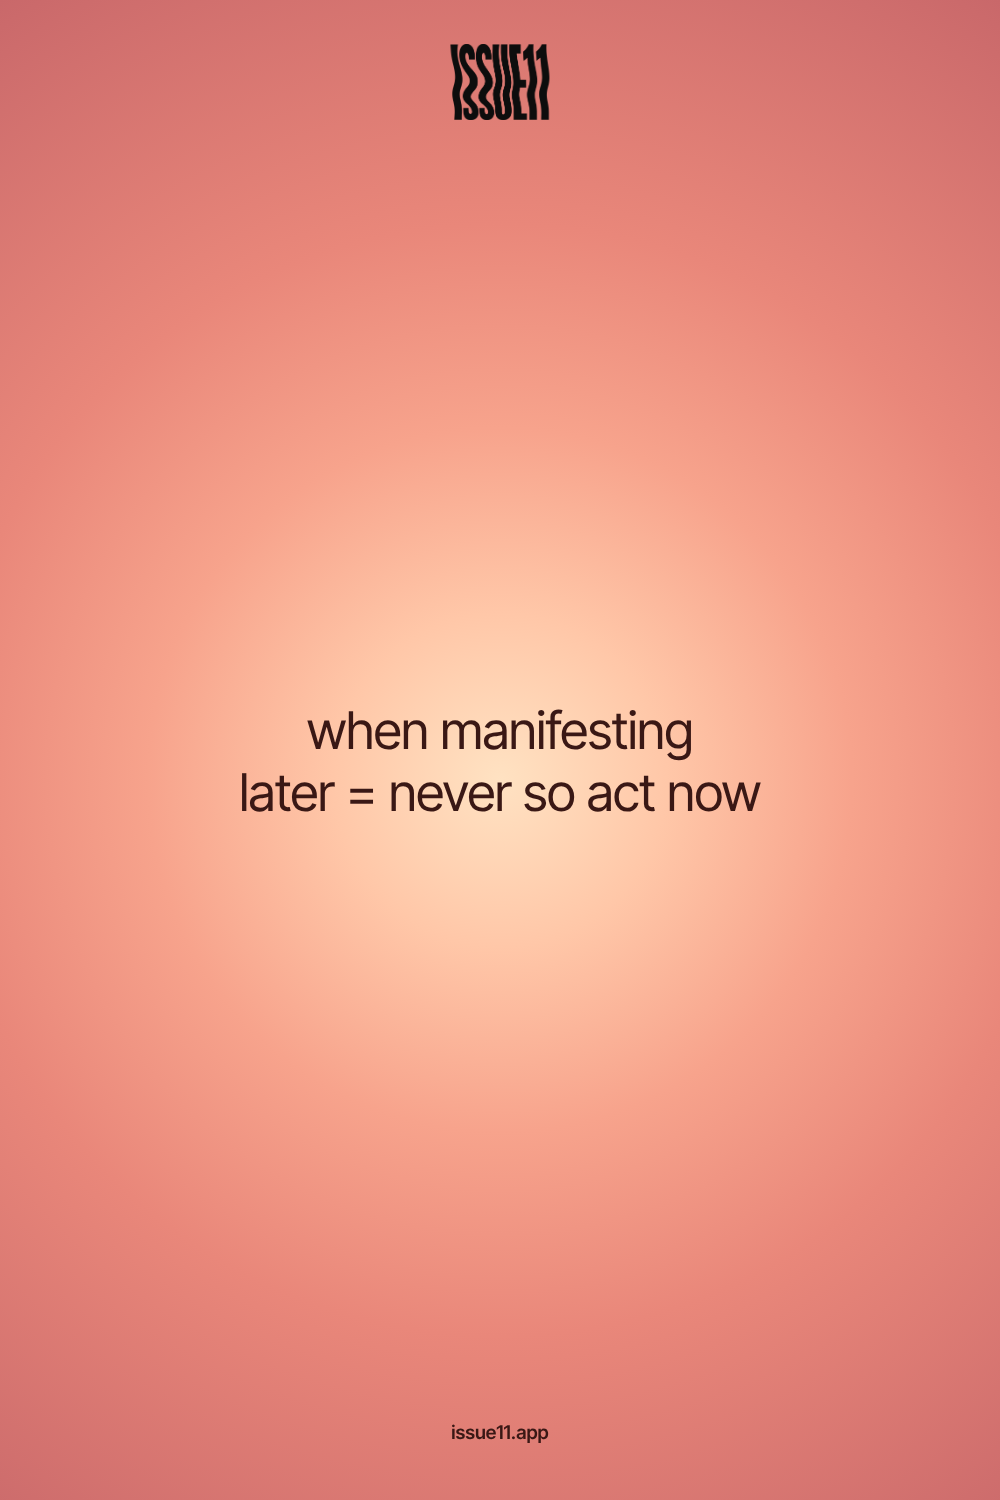 ISSUE11
when manifesting
later = never so act now
issue11.app